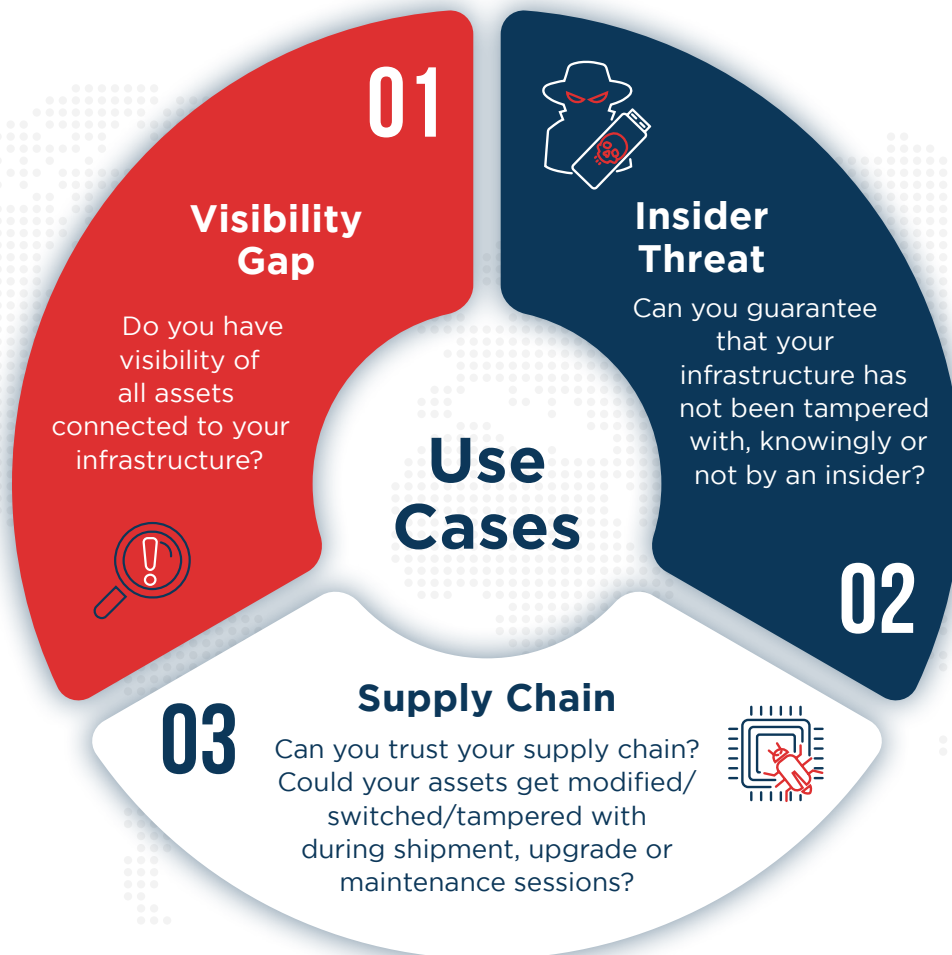 01
Visibility
Gap
Do you have
visibility of
all assets
connected to your
infrastructure?
Insider
Threat
Can you guarantee
that your
infrastructure has
not been tampered
with, knowingly or
not by an insider?
02
Use
Cases
03
Supply Chain
Can you trust your supply chain?
Could your assets get modified/
switched/tampered with
during shipment, upgrade or
maintenance sessions?